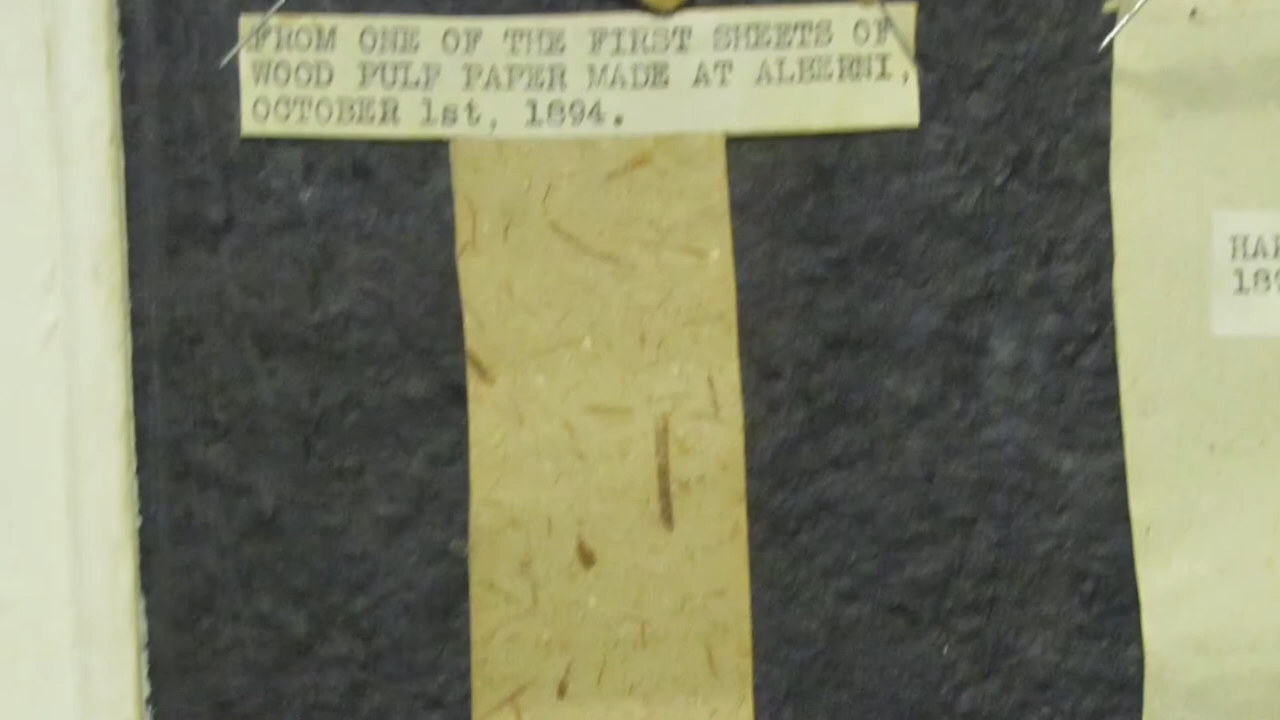 FROM ONE OF THE FIRST SHEETS OF
WOOD PULP PAPER MADE AT ALBERNI,
OCTOBER 1st, 1894.